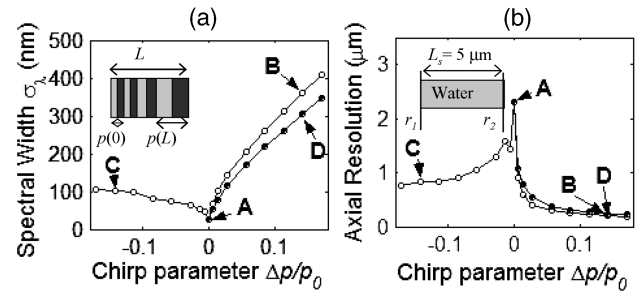 (a)
Spectral Width σλ (nm)
500
400
300
200
100
0
L
p(0)
p(L)
B
D
C
A
-0.1
0
0.1
Chirp parameter Δp/p0
(b)
Axial Resolution (μm)
4
3
2
1
0
Ls= 5 μm
Water
r1
r2
A
C
B
D
-0.1
0
0.1
Chirp parameter Δp/p0